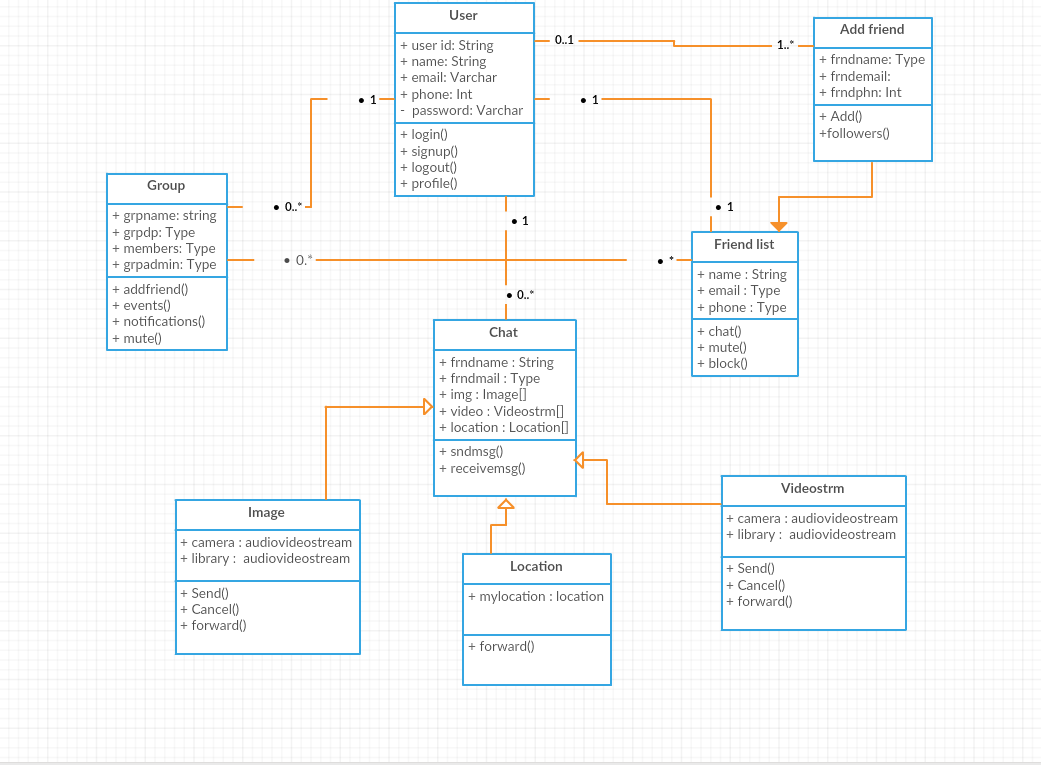 User
+ user id: String
+ name: String
+ email: Varchar
+ phone: Int
- password: Varchar
+ login()
+ signup()
+ logout()
+ profile()
0..1
1..*
Add friend
+ frndname: Type
+ frndemail:
+ frndphn: Int
+ Add()
+followers()
• 1
• 1
Group
+ grpname: string
+ grpdp: Type
+ members: Type
+ grpadmin: Type
+ addfriend()
+ events()
+ notifications()
+ mute()
• 0..*
• 1
• 1
• 0.*
• *
Friend list
+ name : String
+ email : Type
+ phone : Type
+ chat()
+ mute()
+ block()
• 0..*
Chat
+ frndname : String
+ frndmail : Type
+ img : Image[]
+ video : Videostrm[]
+ location : Location[]
+ sndmsg()
+ receivemsg()
Image
+ camera : audiovideostream
+ library : audiovideostream
+ Send()
+ Cancel()
+ forward()
Location
+ mylocation : location
+ forward()
Videostrm
+ camera : audiovideostream
+ library : audiovideostream
+ Send()
+ Cancel()
+ forward()